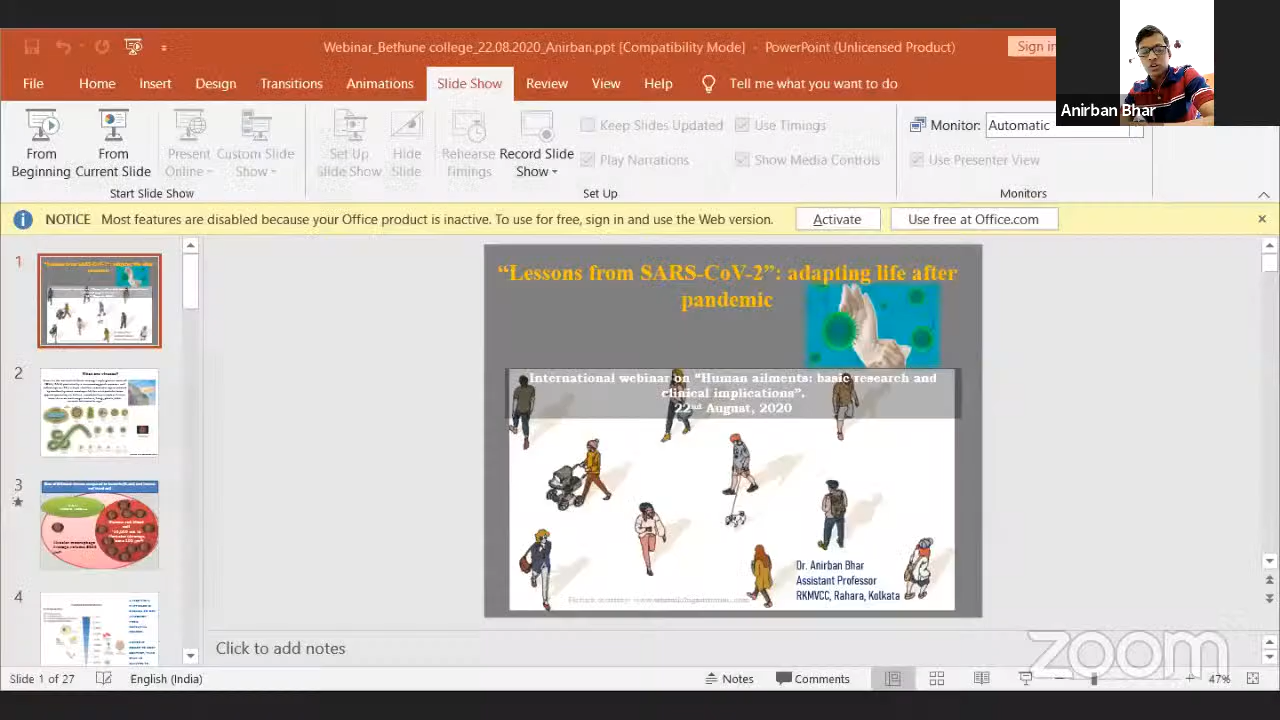 Webinar_Bethune college_22.08.2020_Anirban.ppt [Compatibility Mode] - PowerPoint (Unlicensed Product)
Sign in
File Home Insert Design Transitions Animations Slide Show Review View Help Tell me what you want to do
Anirban Bhar
From Beginning
From Current Slide
Present Online
Custom Slide Show
Set Up Slide Show
Hide Slide
Rehearse Timings
Record Slide Show
Keep Slides Updated
Play Narrations
Use Timings
Show Media Controls
Monitor: Automatic
Use Presenter View
Start Slide Show
Set Up
Monitors
NOTICE Most features are disabled because your Office product is inactive. To use for free, sign in and use the Web version. Activate Use free at Office.com
1
2
3
4
“Lessons from SARS-CoV-2”: adapting life after
pandemic
International webinar on “Human ailments: basic research and
clinical implications”.
22nd August, 2020
Dr. Anirban Bhar
Assistant Professor
RKMVCC, Rahara, Kolkata
Click to add notes
zoom
Slide 1 of 27 English (India) Notes Comments 47%